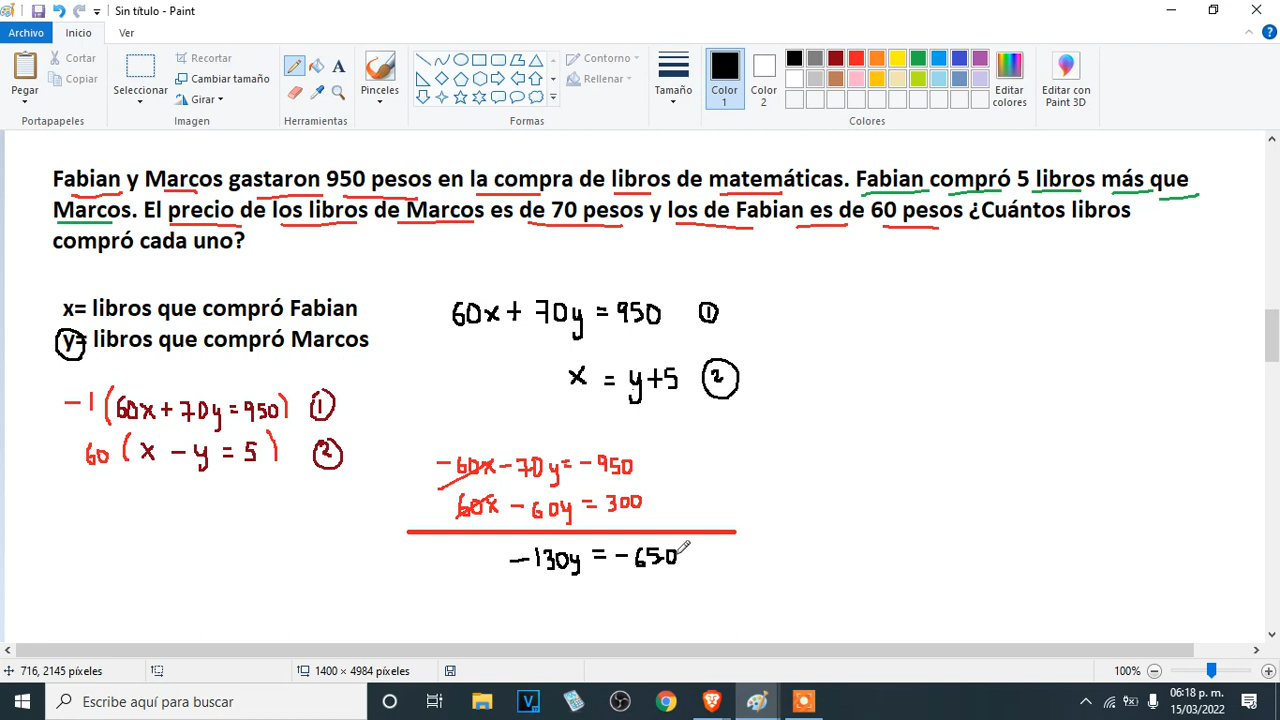 Sin título - Paint
Archivo Inicio Ver
Pegar
Cortar
Copiar
Portapapeles
Seleccionar
Recortar
Cambiar tamaño
Girar
Imagen
A
Herramientas
Pinceles
Contorno
Rellenar
Formas
Tamaño
Color 1
Color 2
Editar colores
Editar con Paint 3D
Colores
Fabian y Marcos gastaron 950 pesos en la compra de libros de matemáticas. Fabian compró 5 libros más que
Marcos. El precio de los libros de Marcos es de 70 pesos y los de Fabian es de 60 pesos ¿Cuántos libros
compró cada uno?
x= libros que compró Fabian
y= libros que compró Marcos
60x + 70y = 950 ①
x = y+5 ②
-1 (60x + 70y = 950) ①
60 (x - y = 5) ②
-60x - 70y = -950
60x - 60y = 300
-130y = -650
716, 2145 píxeles
1400 × 4984 píxeles
100%
Escribe aquí para buscar
V
06:18 p. m.
15/03/2022